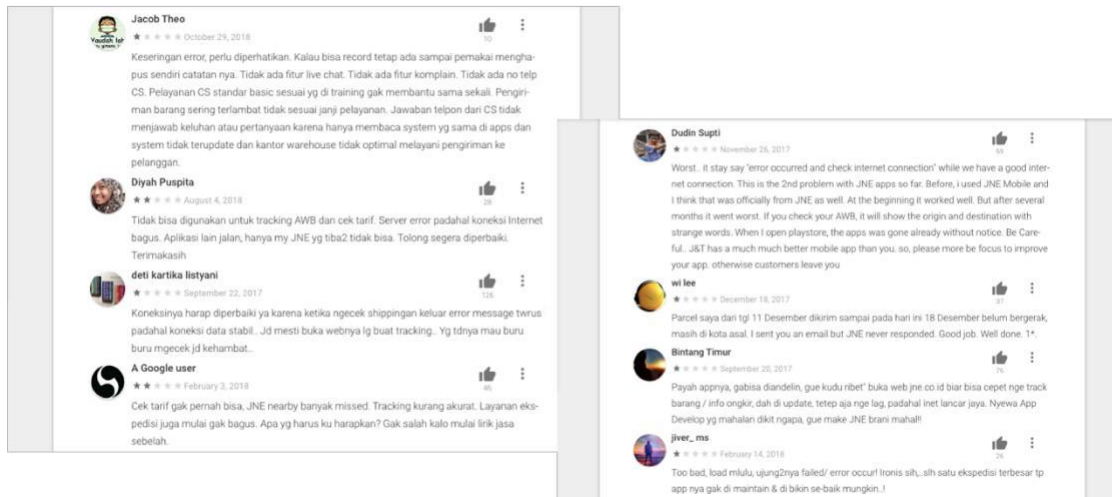 Jacob Theo
October 29, 2018
10
Keseringan error, perlu diperhatikan. Kalau bisa record tetap ada sampai pemakai mengha-
pus sendiri catatan nya. Tidak ada fitur live chat. Tidak ada fitur komplain. Tidak ada no telp
CS. Pelayanan CS standar basic sesuai yg di training gak membantu sama sekali. Pengiri-
man barang sering terlambat tidak sesuai janji pelayanan. Jawaban telpon dari CS tidak
menjawab keluhan atau pertanyaan karena hanya membaca system yg sama di apps dan
system tidak terupdate dan kantor warehouse tidak optimal melayani pengiriman ke
pelanggan.
Diyah Puspita
August 4, 2018
28
Tidak bisa digunakan untuk tracking AWB dan cek tarif. Server error padahal koneksi Internet
bagus. Aplikasi lain jalan, hanya my JNE yg tiba2 tidak bisa. Tolong segera diperbaiki.
Terimakasih
deti kartika listyani
September 22, 2017
126
Koneksinya harap diperbaiki ya karena ketika ngecek shippingan keluar error message twrus
padahal koneksi data stabil.. Jd mesti buka webnya lg buat tracking.. Yg tdnya mau buru
buru mgecek jd kehambat..
A Google user
February 3, 2018
Cek tarif gak pernah bisa, JNE nearby banyak missed. Tracking kurang akurat. Layanan eks-
pedisi juga mulai gak bagus. Apa yg harus ku harapkan? Gak salah kalo mulai lirik jasa
sebelah.
Dudin Supti
November 26, 2017
Worst.. it stay say "error occurred and check internet connection" while we have a good inter-
net connection. This is the 2nd problem with JNE apps so far. Before, i used JNE Mobile and
I think that was officially from JNE as well. At the beginning it worked well. But after several
months it went worst. If you check your AWB, it will show the origin and destination with
strange words. When I open playstore, the apps was gone already without notice. Be Care-
ful.. J&T has a much much better mobile app than you. so, please more be focus to improve
your app. otherwise customers leave you
wi lee
December 18, 2017
37
Parcel saya dari tgl 11 Desember dikirim sampai pada hari ini 18 Desember belum bergerak,
masih di kota asal. I sent you an email but JNE never responded. Good job. Well done. 1*.
Bintang Timur
September 20, 2017
76
Payah appnya, gabisa diandelin, gue kudu ribet" buka web jne co id biar bisa cepet nge track
barang / info ongkir, dah di update, tetep aja nge lag, padahal inet lancar jaya. Nyewa App
Develop yg mahalan dikit ngapa, gue make JNE brani mahal!!
jiver_ ms
February 14, 2018
26
Too bad, load mlulu, ujung2nya failed/ error occur! Ironis sih,..slh satu ekspedisi terbesar tp
app nya gak di maintain & di bikin se-baik mungkin..!